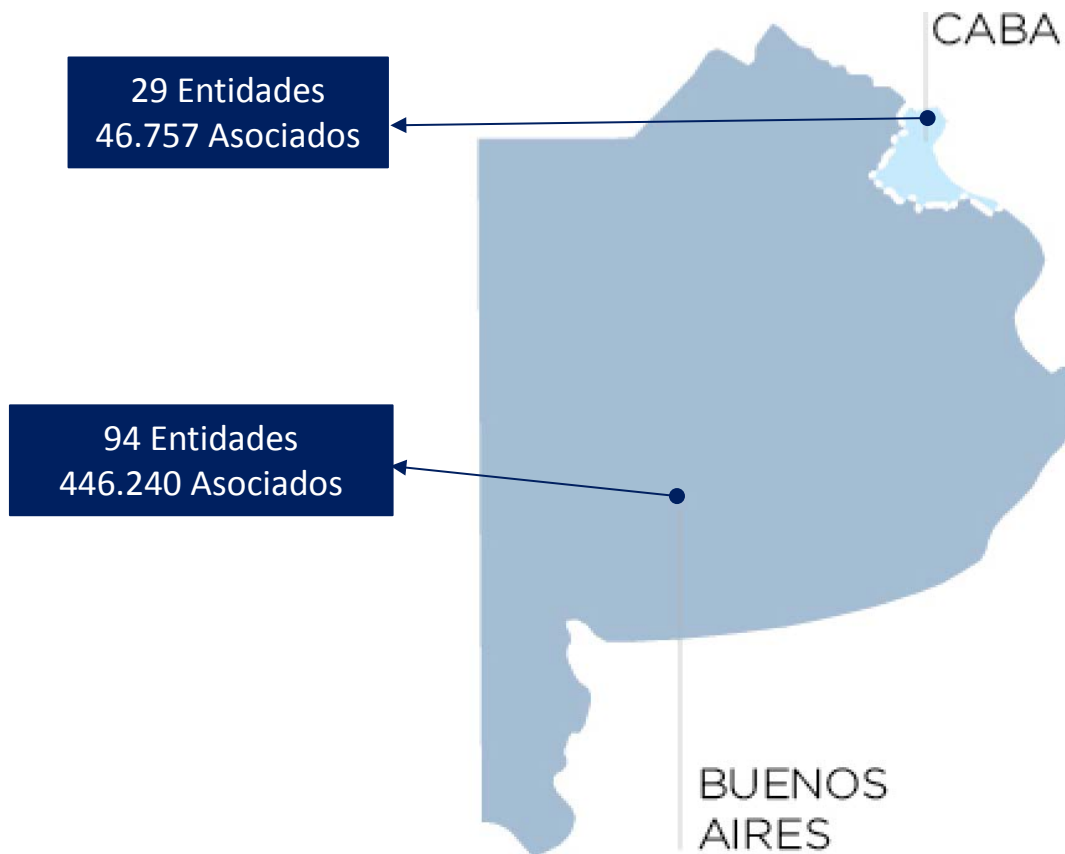 CABA
29 Entidades
46.757 Asociados
94 Entidades
446.240 Asociados
BUENOS
AIRES